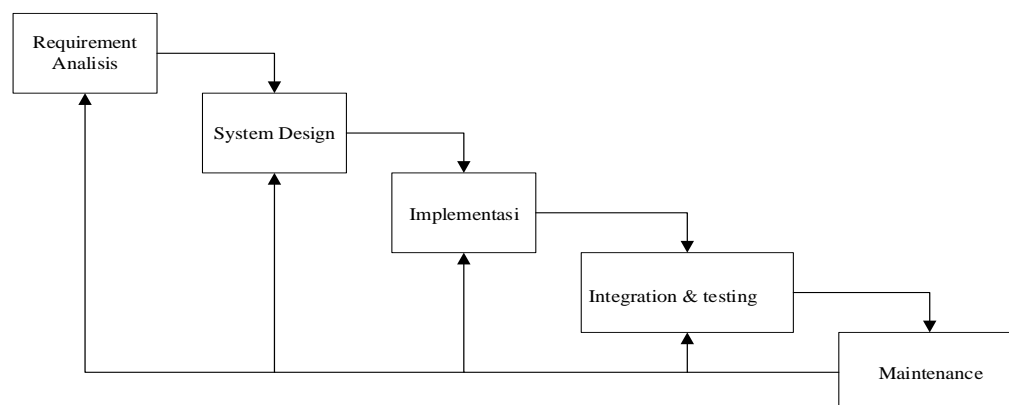 Requirement
Analisis
System Design
Implementasi
Integration & testing
Maintenance